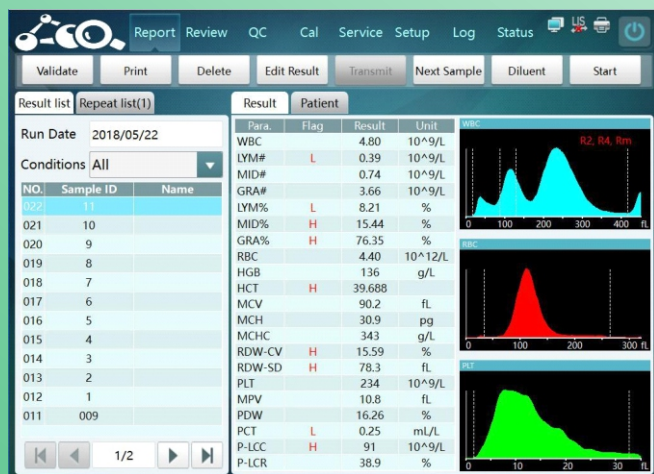 Report Review QC Cal Service Setup Log Status LIS
Validate Print Delete Edit Result Transmit Next Sample Diluent Start
Result list Repeat list(1) Result Patient
Run Date 2018/05/22
Conditions All
NO. Sample ID Name
022 11
021 10
020 9
019 8
018 7
017 6
016 5
015 4
014 3
013 2
012 1
011 009
1/2
Para. Flag Result Unit
WBC 4.80 10^9/L
LYM# L 0.39 10^9/L
MID# 0.74 10^9/L
GRA# 3.66 10^9/L
LYM% L 8.21 %
MID% H 15.44 %
GRA% H 76.35 %
RBC 4.40 10^12/L
HGB 136 g/L
HCT H 39.688
MCV 90.2 fL
MCH 30.9 pg
MCHC 343 g/L
RDW-CV H 15.59 %
RDW-SD H 78.3 fL
PLT 234 10^9/L
MPV 10.8 fL
PDW 16.26 %
PCT L 0.25 mL/L
P-LCC H 91 10^9/L
P-LCR 38.9 %
WBC
R2, R4, Rm
0 100 200 300 400 fL
RBC
0 100 200 300 fL
PLT
0 10 20 30 fL